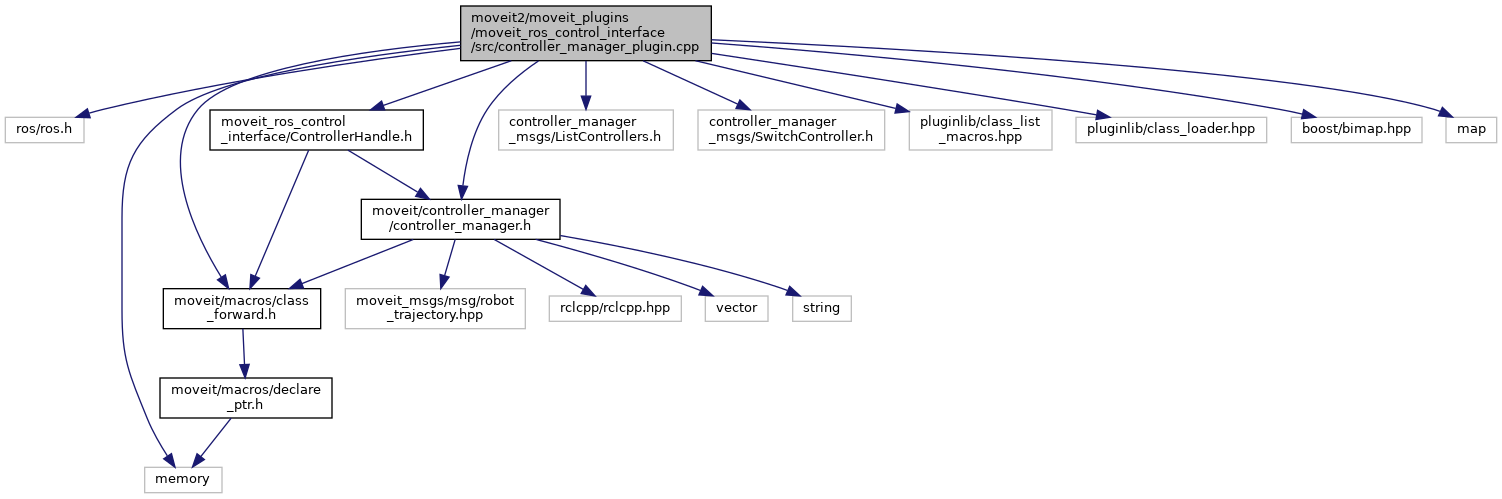 moveit2/moveit_plugins
/moveit_ros_control_interface
/src/controller_manager_plugin.cpp
ros/ros.h
moveit_ros_control
_interface/ControllerHandle.h
controller_manager
_msgs/ListControllers.h
controller_manager
_msgs/SwitchController.h
pluginlib/class_list
_macros.hpp
pluginlib/class_loader.hpp
boost/bimap.hpp
map
moveit/controller_manager
/controller_manager.h
moveit/macros/class
_forward.h
moveit_msgs/msg/robot
_trajectory.hpp
rclcpp/rclcpp.hpp
vector
string
moveit/macros/declare
_ptr.h
memory